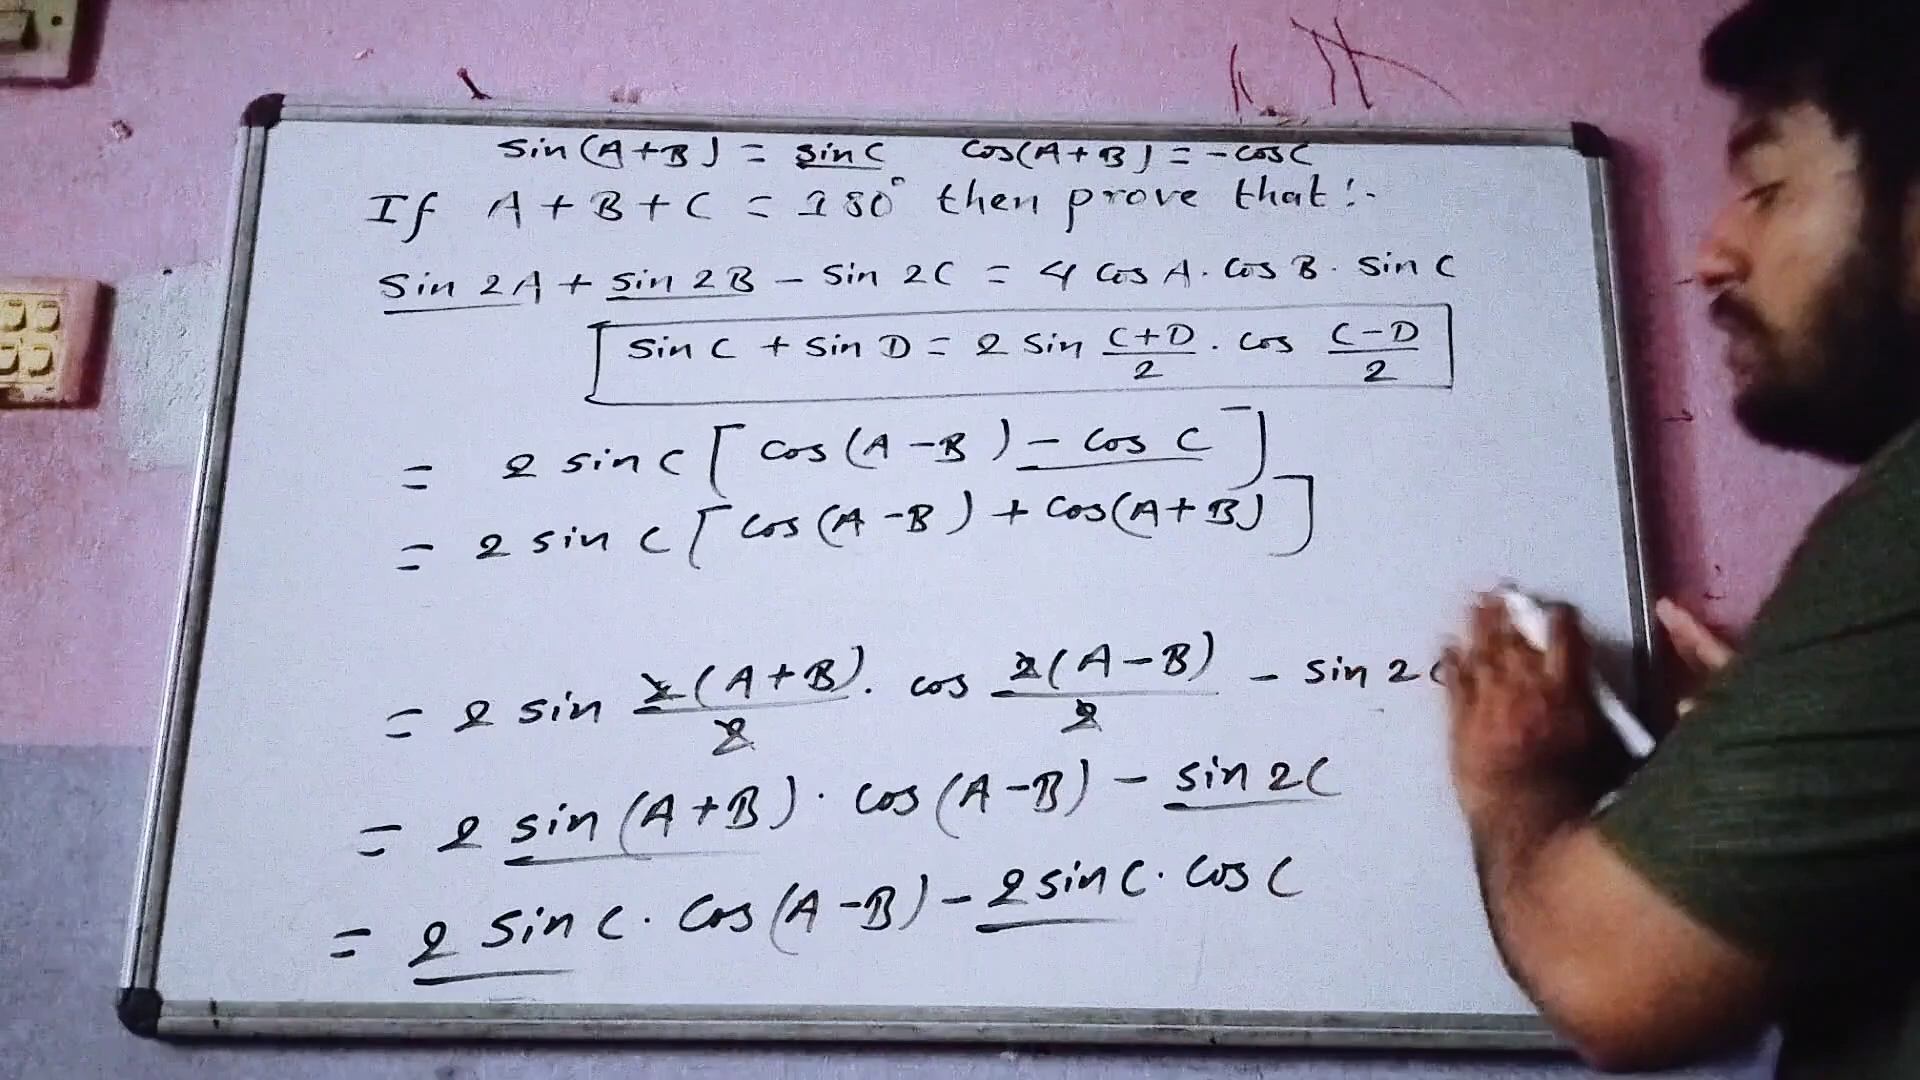 sin(A+B) = sin C cos(A+B) = -cos C
If A + B + C = 180° then prove that :-
Sin 2A + sin 2B - sin 2C = 4 cos A . cos B . sin C
sin C + sin D = 2 sin (C+D)/2 . cos (C-D)/2
= 2 sin C [ cos(A-B) - cos C ]
= 2 sin C [ cos(A-B) + cos(A+B) ]
= 2 sin 2(A+B)/2 . cos 2(A-B)/2 - sin 2C
= 2 sin(A+B) . cos(A-B) - sin 2C
= 2 sin C . cos(A-B) - 2 sin C . cos C